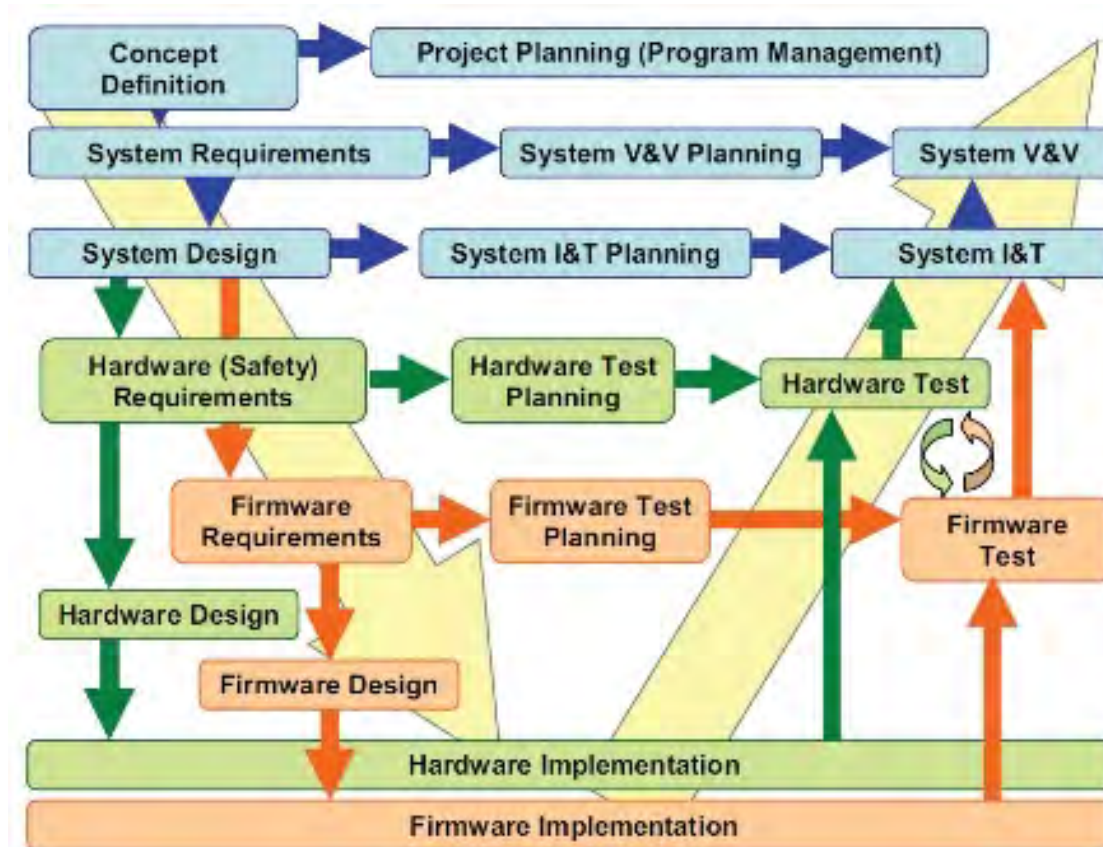 Concept
Definition
Project Planning (Program Management)
System Requirements
System V&V Planning
System V&V
System Design
System I&T Planning
System I&T
Hardware (Safety)
Requirements
Hardware Test
Planning
Hardware Test
Firmware
Requirements
Firmware Test
Planning
Firmware
Test
Hardware Design
Firmware Design
Hardware Implementation
Firmware Implementation